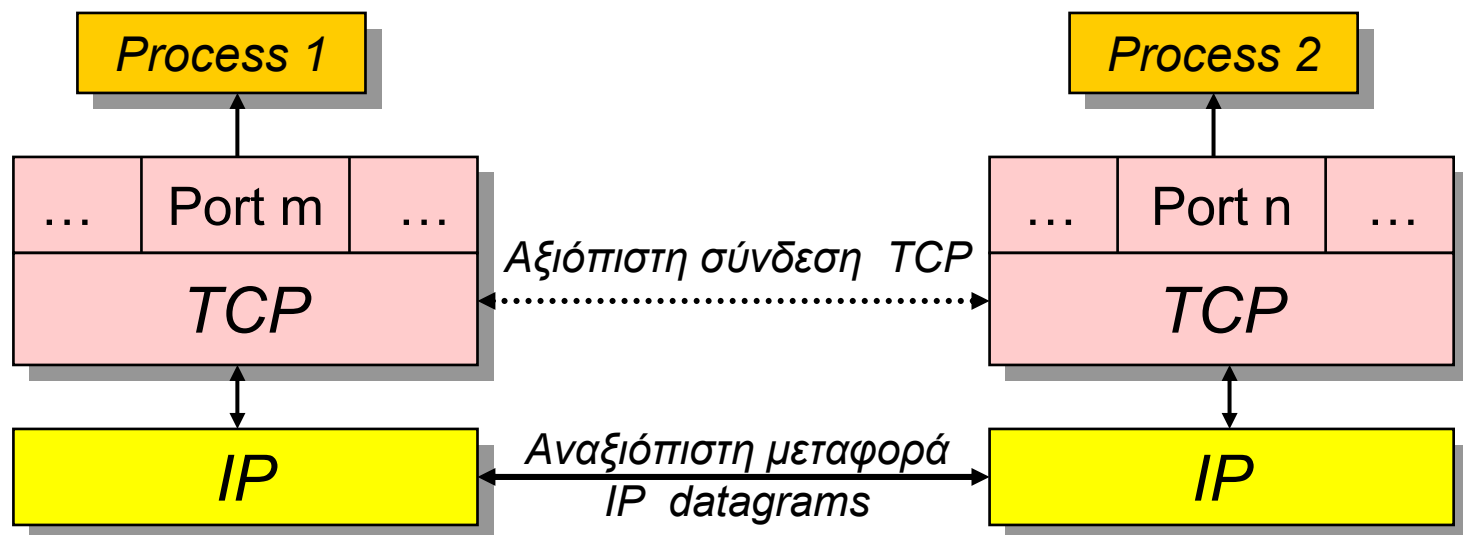 Process 1
Process 2
… Port m …
… Port n …
Αξιόπιστη σύνδεση TCP
TCP
TCP
Αναξιόπιστη μεταφορά
IP
IP
IP datagrams